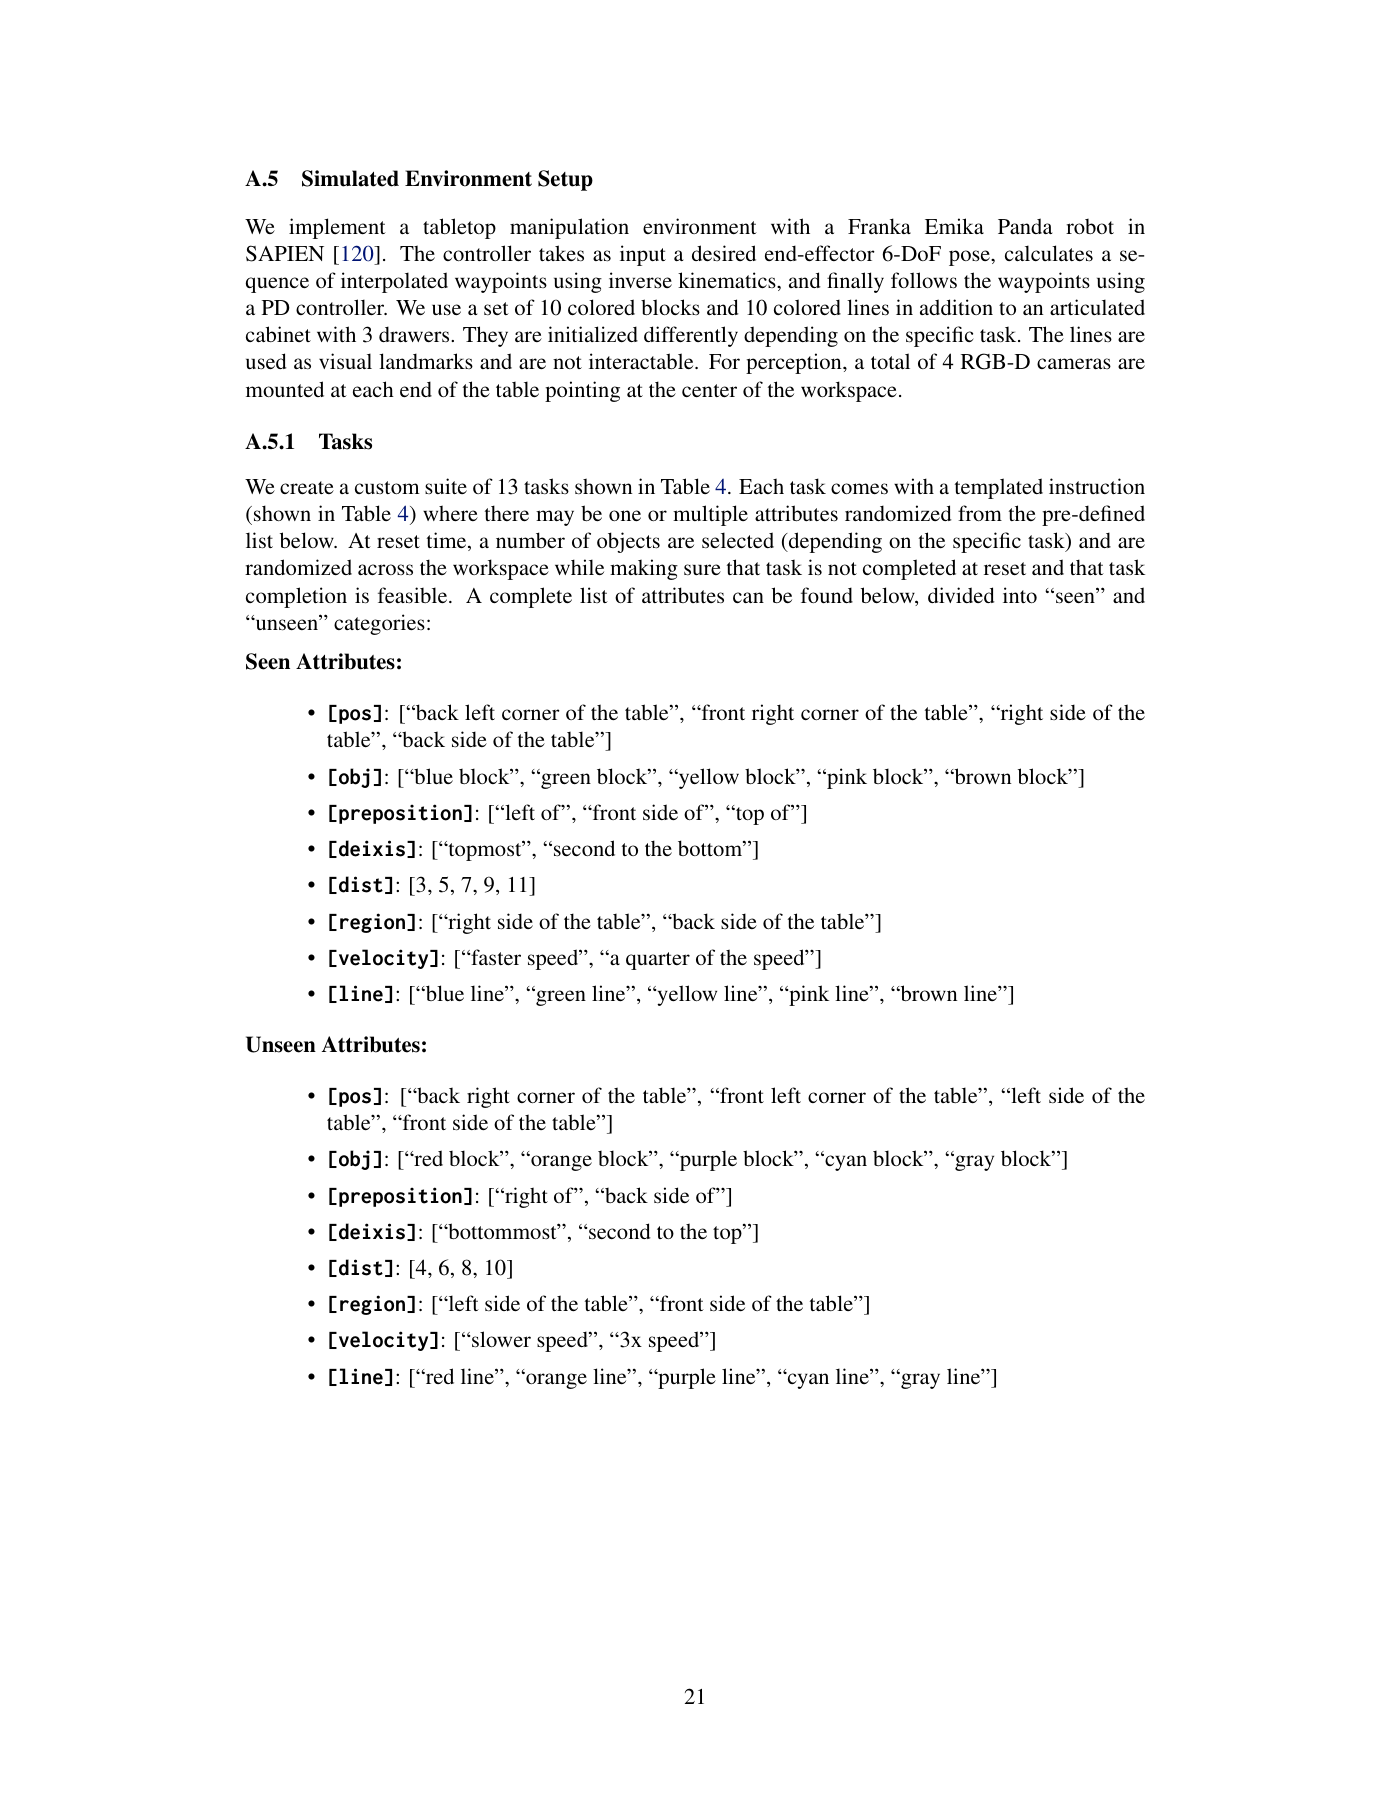 A.5 Simulated Environment Setup
We implement a tabletop manipulation environment with a Franka Emika Panda robot in
SAPIEN [120]. The controller takes as input a desired end-effector 6-DoF pose, calculates a se-
quence of interpolated waypoints using inverse kinematics, and finally follows the waypoints using
a PD controller. We use a set of 10 colored blocks and 10 colored lines in addition to an articulated
cabinet with 3 drawers. They are initialized differently depending on the specific task. The lines are
used as visual landmarks and are not interactable. For perception, a total of 4 RGB-D cameras are
mounted at each end of the table pointing at the center of the workspace.
A.5.1 Tasks
We create a custom suite of 13 tasks shown in Table 4. Each task comes with a templated instruction
(shown in Table 4) where there may be one or multiple attributes randomized from the pre-defined
list below. At reset time, a number of objects are selected (depending on the specific task) and are
randomized across the workspace while making sure that task is not completed at reset and that task
completion is feasible. A complete list of attributes can be found below, divided into “seen” and
“unseen” categories:
Seen Attributes:
• [pos]: [“back left corner of the table”, “front right corner of the table”, “right side of the
table”, “back side of the table”]
• [obj]: [“blue block”, “green block”, “yellow block”, “pink block”, “brown block”]
• [preposition]: [“left of”, “front side of”, “top of”]
• [deixis]: [“topmost”, “second to the bottom”]
• [dist]: [3, 5, 7, 9, 11]
• [region]: [“right side of the table”, “back side of the table”]
• [velocity]: [“faster speed”, “a quarter of the speed”]
• [line]: [“blue line”, “green line”, “yellow line”, “pink line”, “brown line”]
Unseen Attributes:
• [pos]: [“back right corner of the table”, “front left corner of the table”, “left side of the
table”, “front side of the table”]
• [obj]: [“red block”, “orange block”, “purple block”, “cyan block”, “gray block”]
• [preposition]: [“right of”, “back side of”]
• [deixis]: [“bottommost”, “second to the top”]
• [dist]: [4, 6, 8, 10]
• [region]: [“left side of the table”, “front side of the table”]
• [velocity]: [“slower speed”, “3x speed”]
• [line]: [“red line”, “orange line”, “purple line”, “cyan line”, “gray line”]
21